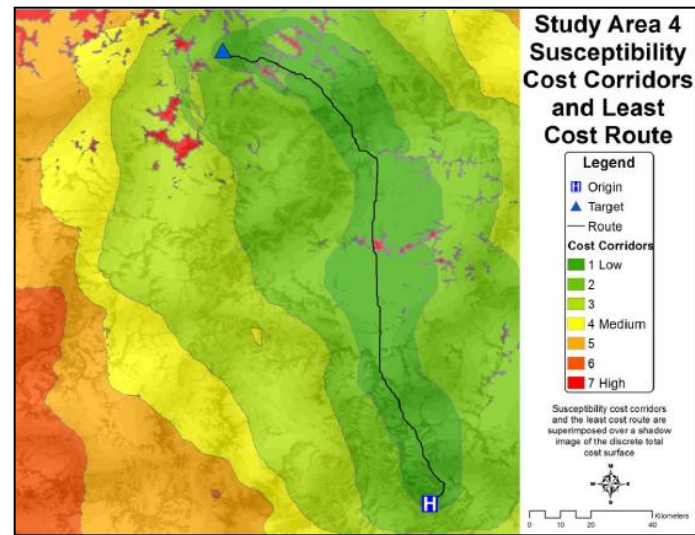 Study Area 4
Susceptibility
Cost Corridors
and Least
Cost Route
Legend
H Origin
Target
Route
Cost Corridors
1 Low
2
3
4 Medium
5
6
7 High
Susceptibility cost corridors
and the least cost route are
superimposed over a shadow
image of the discrete total
cost surface
Kilometers
0 5 10 20 40
H